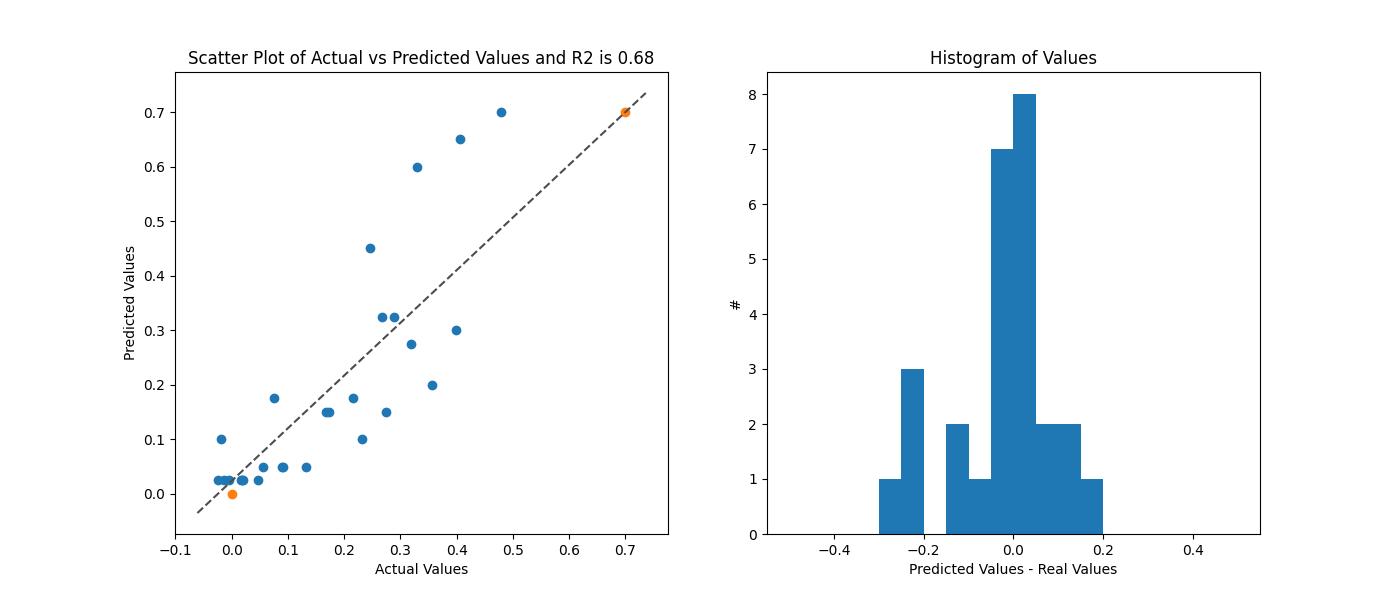 Scatter Plot of Actual vs Predicted Values and R2 is 0.68
Predicted Values
0.7
0.6
0.5
0.4
0.3
0.2
0.1
0.0
−0.1 0.0 0.1 0.2 0.3 0.4 0.5 0.6 0.7
Actual Values
Histogram of Values
#
8
7
6
5
4
3
2
1
0
−0.4 −0.2 0.0 0.2 0.4
Predicted Values - Real Values